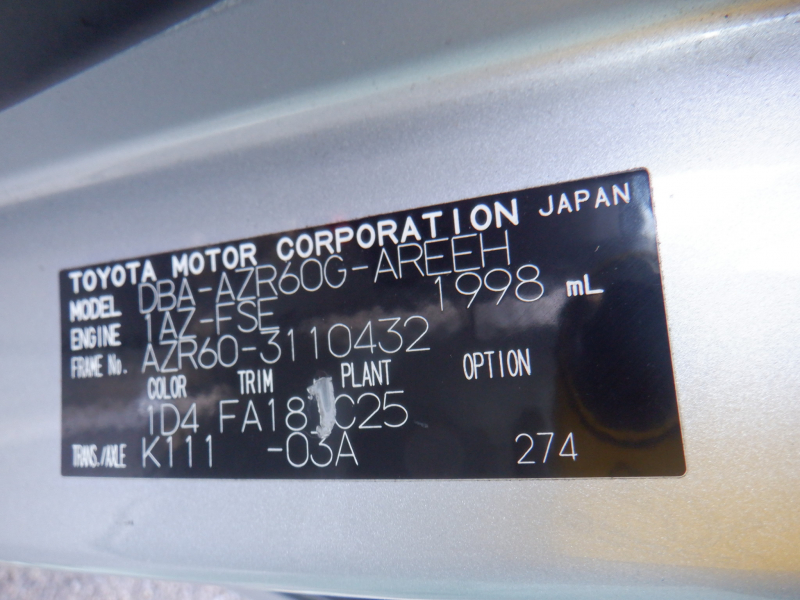 TOYOTA MOTOR CORPORATION JAPAN
MODEL DBA-AZR60G-AREEH
ENGINE 1AZ-FSE 1998 mL
FRAME No. AZR60-3110432
COLOR TRIM PLANT OPTION
1D4 FA18 C25
TRANS./AXLE K111 -03A 274